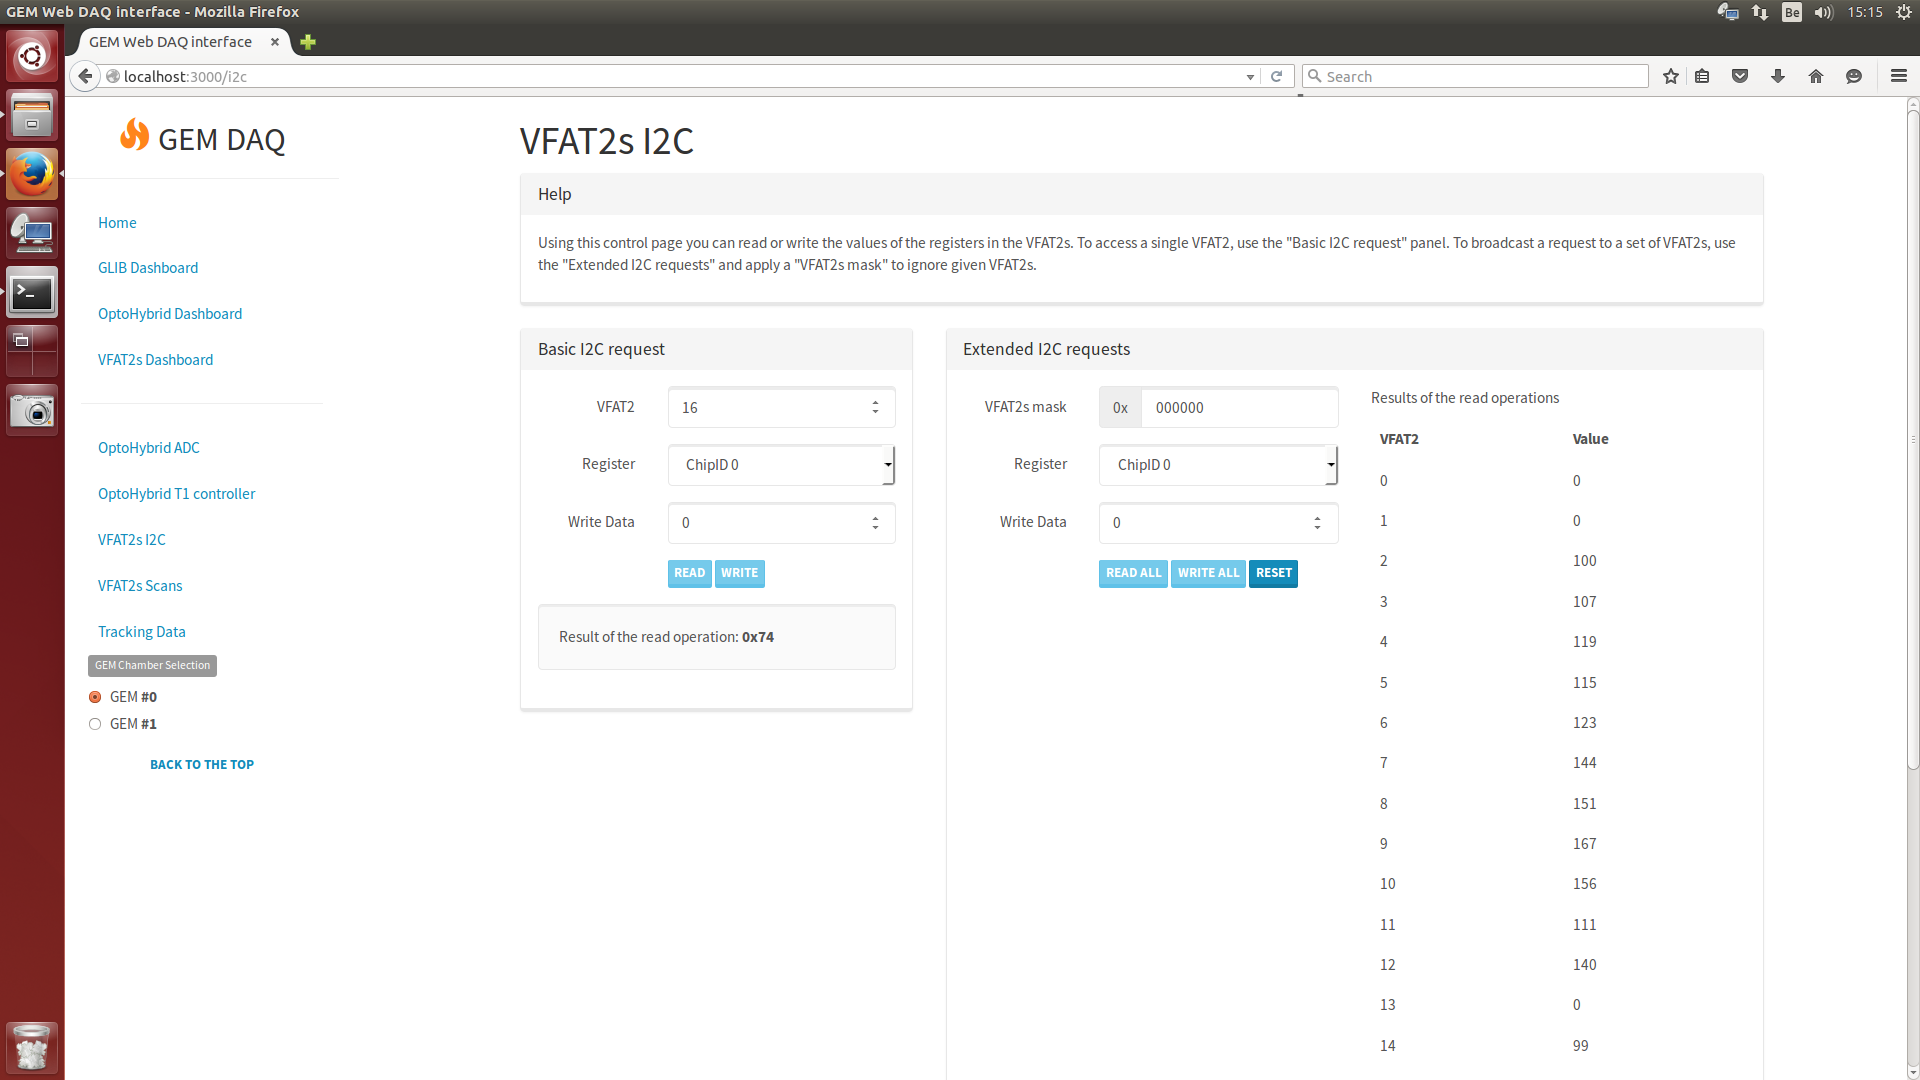 GEM Web DAQ interface - Mozilla Firefox
Be
15:15
GEM Web DAQ interface
localhost:3000/i2c
Search
GEM DAQ
Home
GLIB Dashboard
OptoHybrid Dashboard
VFAT2s Dashboard
OptoHybrid ADC
OptoHybrid T1 controller
VFAT2s I2C
VFAT2s Scans
Tracking Data
GEM Chamber Selection
GEM #0
GEM #1
BACK TO THE TOP
VFAT2s I2C
Help
Using this control page you can read or write the values of the registers in the VFAT2s. To access a single VFAT2, use the "Basic I2C request" panel. To broadcast a request to a set of VFAT2s, use
the "Extended I2C requests" and apply a "VFAT2s mask" to ignore given VFAT2s.
Basic I2C request
VFAT2 16
Register ChipID 0
Write Data 0
READ WRITE
Result of the read operation: 0x74
Extended I2C requests
VFAT2s mask 0x 000000
Register ChipID 0
Write Data 0
READ ALL WRITE ALL RESET
Results of the read operations
VFAT2 Value
0 0
1 0
2 100
3 107
4 119
5 115
6 123
7 144
8 151
9 167
10 156
11 111
12 140
13 0
14 99